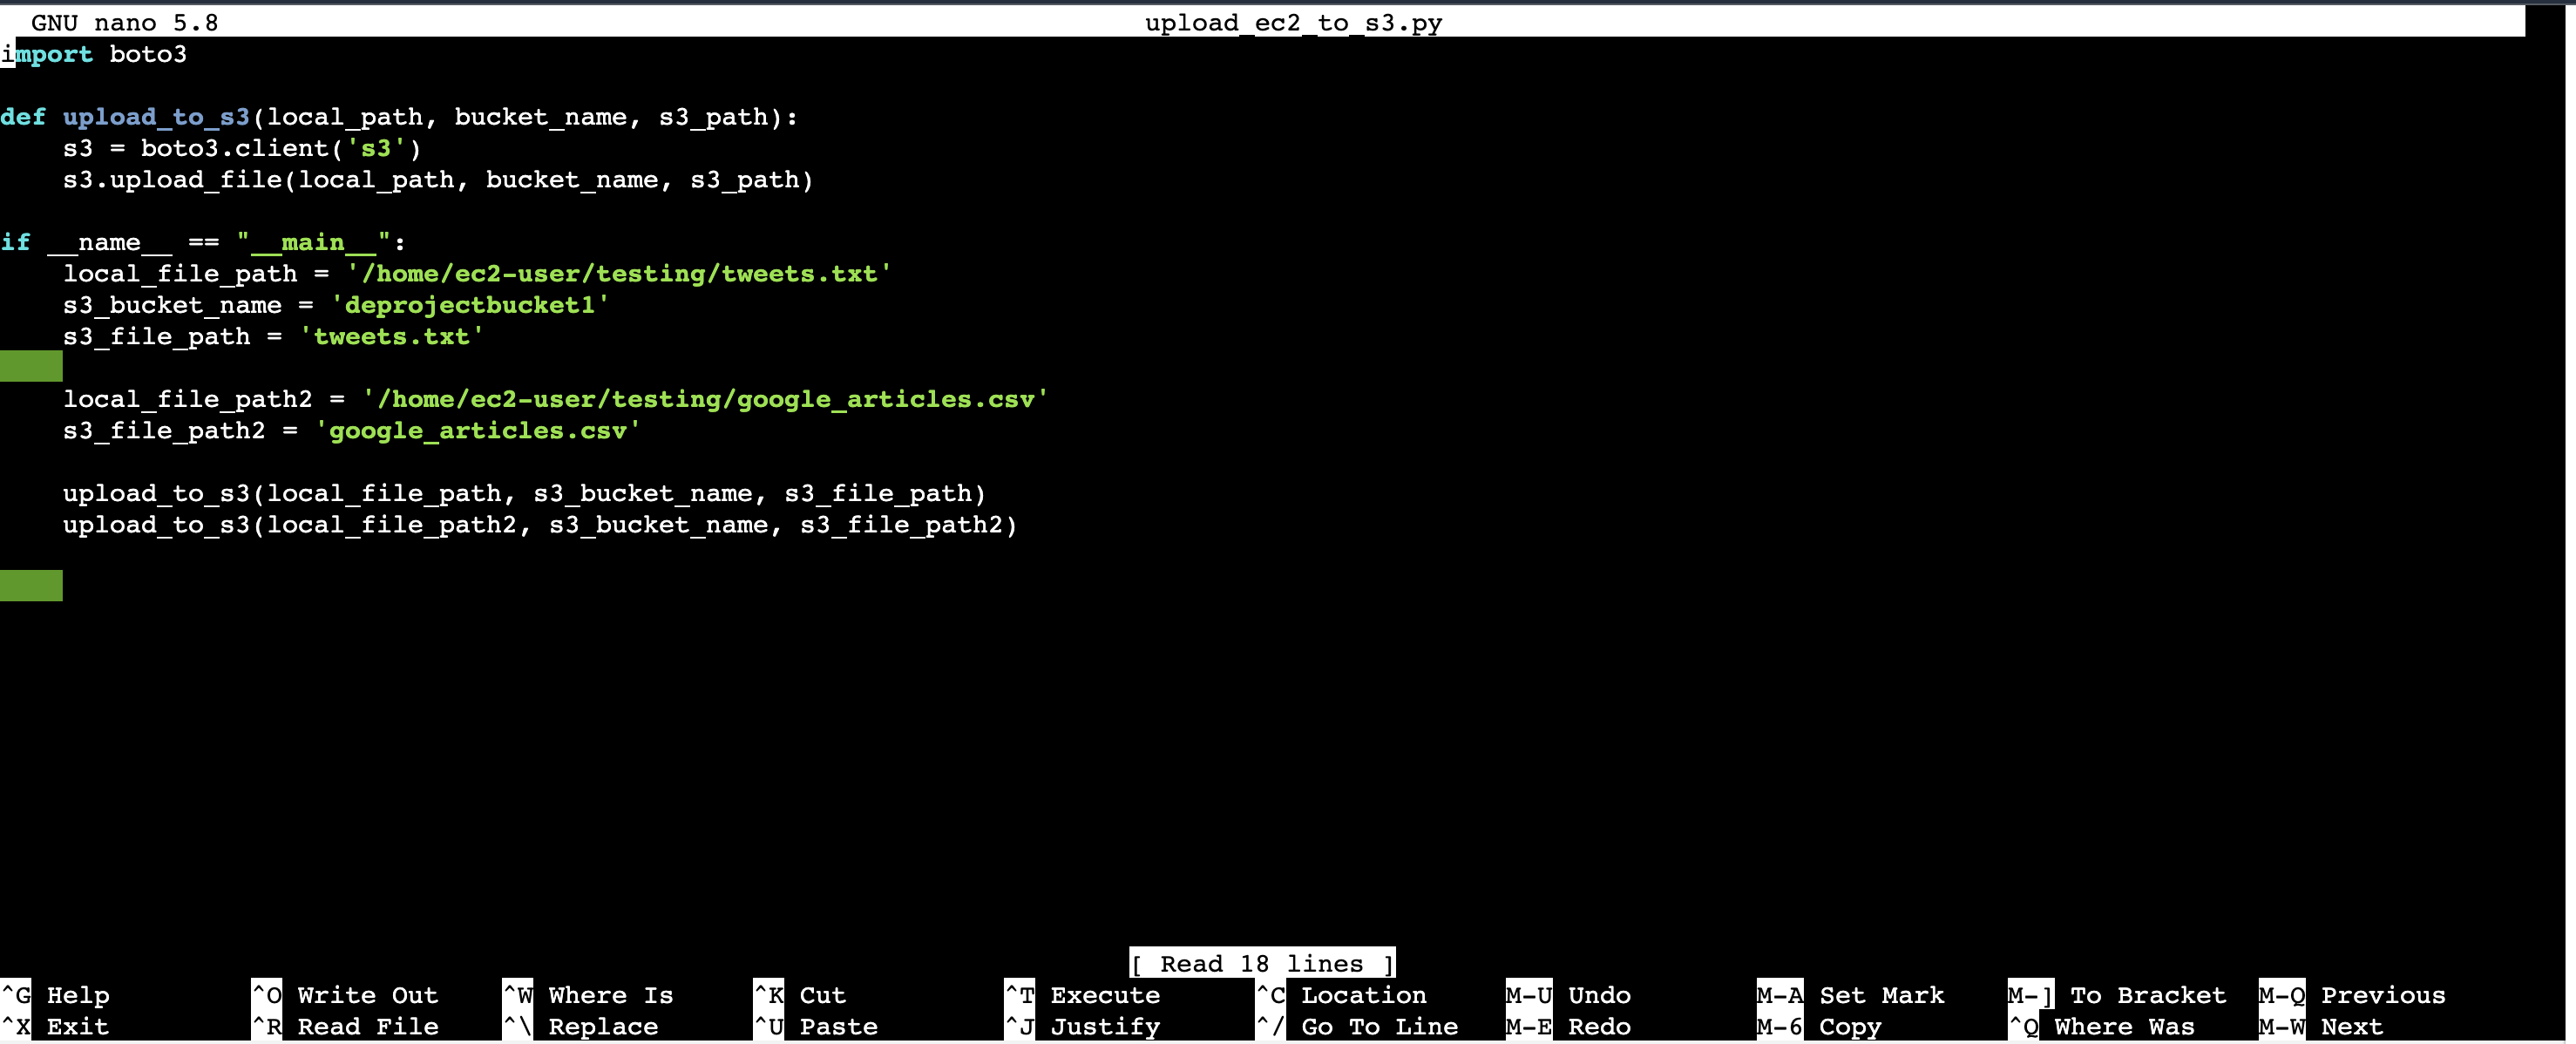 GNU nano 5.8 upload_ec2_to_s3.py
import boto3
def upload_to_s3(local_path, bucket_name, s3_path):
    s3 = boto3.client('s3')
    s3.upload_file(local_path, bucket_name, s3_path)
if __name__ == "__main__":
    local_file_path = '/home/ec2-user/testing/tweets.txt'
    s3_bucket_name = 'deprojectbucket1'
    s3_file_path = 'tweets.txt'
    local_file_path2 = '/home/ec2-user/testing/google_articles.csv'
    s3_file_path2 = 'google_articles.csv'
    upload_to_s3(local_file_path, s3_bucket_name, s3_file_path)
    upload_to_s3(local_file_path2, s3_bucket_name, s3_file_path2)
[ Read 18 lines ]
^G Help ^O Write Out ^W Where Is ^K Cut ^T Execute ^C Location M-U Undo M-A Set Mark M-] To Bracket M-Q Previous
^X Exit ^R Read File ^\ Replace ^U Paste ^J Justify ^/ Go To Line M-E Redo M-6 Copy ^Q Where Was M-W Next